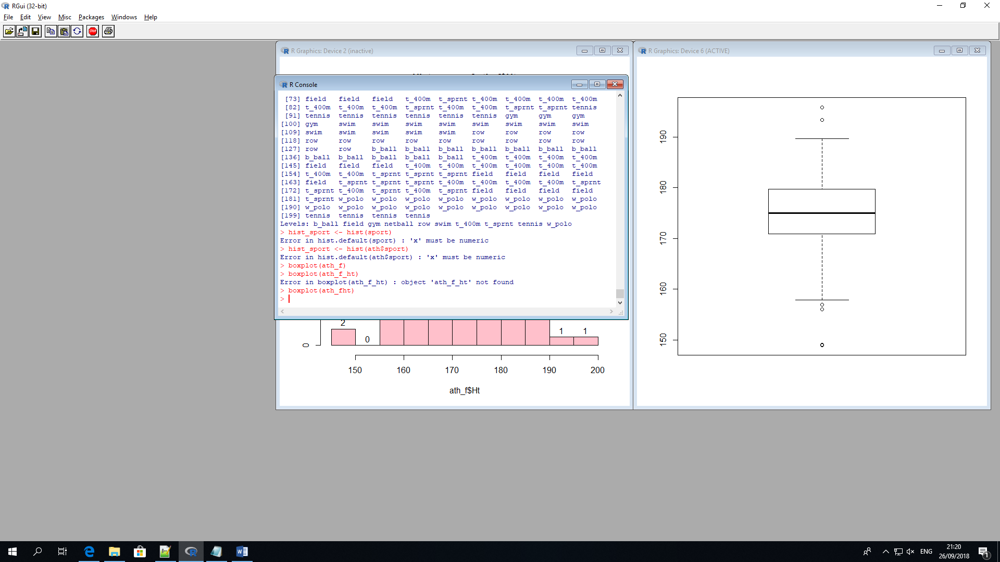 RGui (32-bit)
File Edit View Misc Packages Windows Help
STOP
R Graphics: Device 2 (inactive)
R Graphics: Device 6 (ACTIVE)
R Console
[73] field field field t_400m t_sprnt t_400m t_400m t_400m t_400m
[82] t_400m t_400m t_400m t_sprnt t_400m t_400m t_sprnt t_sprnt tennis
[91] tennis tennis tennis tennis tennis tennis gym gym gym
[100] gym swim swim swim swim swim swim swim swim
[109] swim swim swim swim swim row row row row
[118] row row row row row row row row row
[127] row row b_ball b_ball b_ball b_ball b_ball b_ball b_ball
[136] b_ball b_ball b_ball b_ball b_ball t_400m t_400m t_400m t_400m
[145] field field field t_400m t_400m t_400m t_400m t_400m t_400m
[154] t_400m t_400m t_sprnt t_sprnt t_sprnt field field field field
[163] field t_sprnt t_sprnt t_sprnt t_400m t_400m t_400m t_400m t_sprnt
[172] t_sprnt t_400m t_sprnt t_sprnt field field field field
[181] t_sprnt w_polo w_polo w_polo w_polo w_polo w_polo w_polo w_polo
[190] w_polo w_polo w_polo w_polo w_polo w_polo w_polo w_polo w_polo
[199] tennis tennis tennis tennis
Levels: b_ball field gym netball row swim t_400m t_sprnt tennis w_polo
> hist_sport <- hist(sport)
Error in hist.default(sport) : 'x' must be numeric
> hist_sport <- hist(ath$sport)
Error in hist.default(ath$sport) : 'x' must be numeric
> boxplot(ath_f)
> boxplot(ath_f_ht)
Error in boxplot(ath_f_ht) : object 'ath_f_ht' not found
> boxplot(ath_fht)
>
2
0
1
1
0
150 160 170 180 190 200
ath_f$Ht
190
180
170
160
150
ENG
21:20
26/09/2018
1